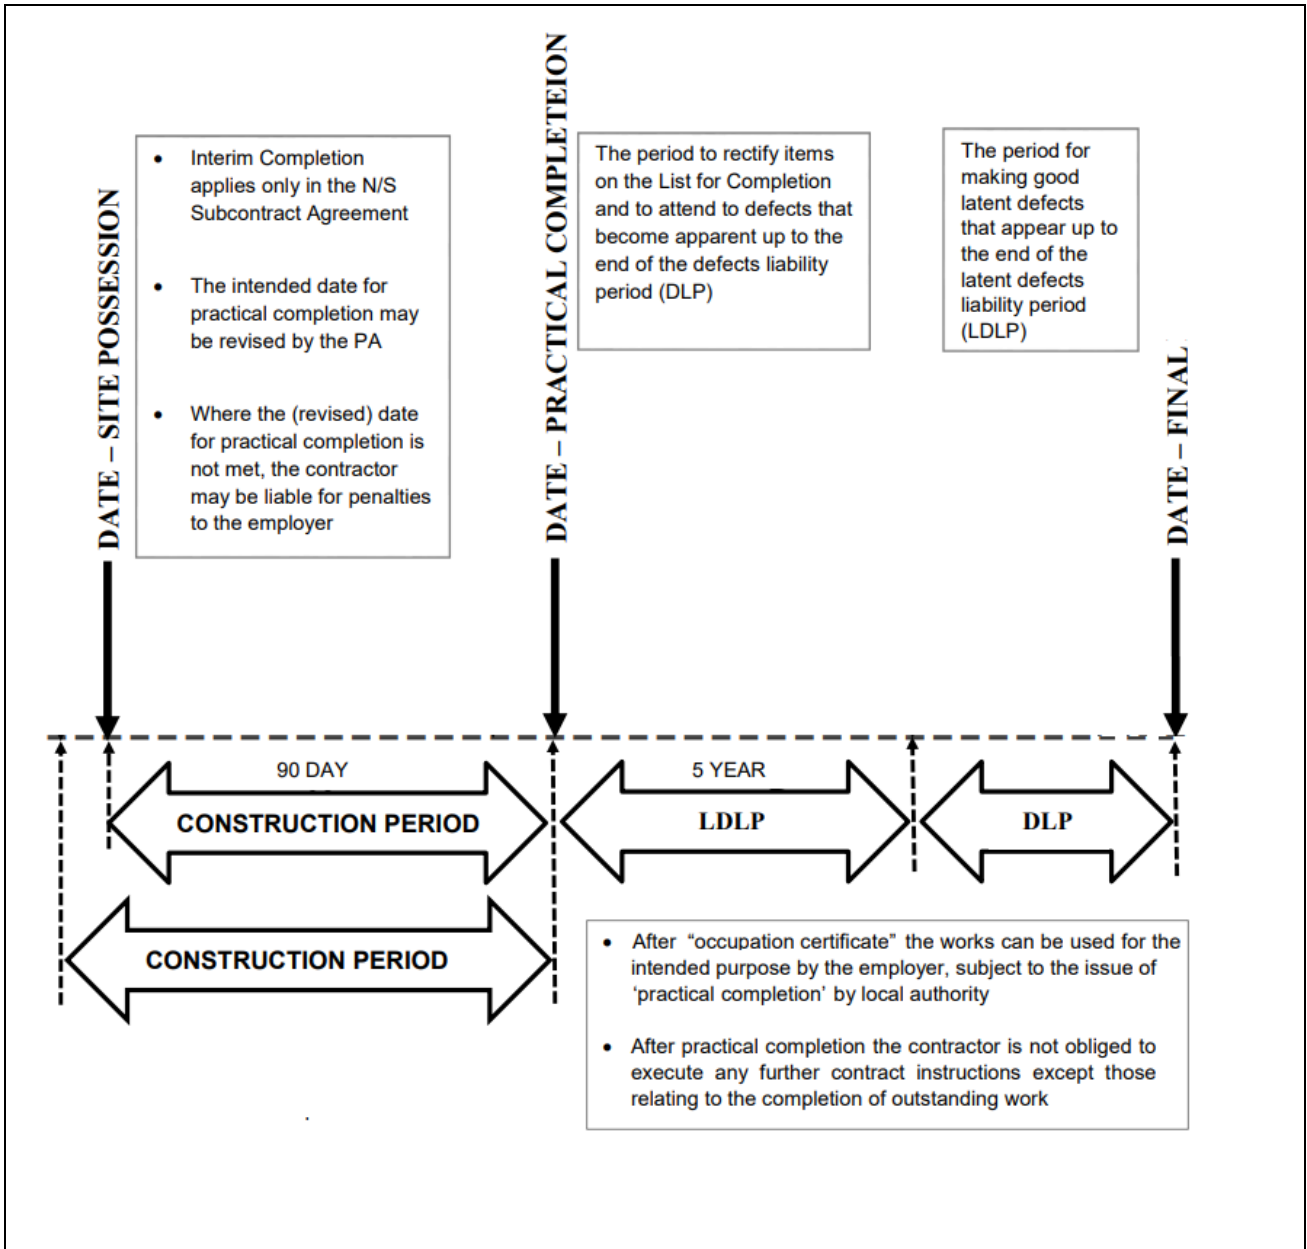 DATE – SITE POSSESSION
• Interim Completion
applies only in the N/S
Subcontract Agreement
• The intended date for
practical completion may
be revised by the PA
• Where the (revised) date
for practical completion is
not met, the contractor
may be liable for penalties
to the employer
DATE – PRACTICAL COMPLETEION
The period to rectify items
on the List for Completion
and to attend to defects that
become apparent up to the
end of the defects liability
period (DLP)
The period for
making good
latent defects
that appear up to
the end of the
latent defects
liability period
(LDLP)
DATE – FINAL
90 DAY
CONSTRUCTION PERIOD
5 YEAR
LDLP
DLP
CONSTRUCTION PERIOD
• After “occupation certificate” the works can be used for the
intended purpose by the employer, subject to the issue of
‘practical completion’ by local authority
• After practical completion the contractor is not obliged to
execute any further contract instructions except those
relating to the completion of outstanding work